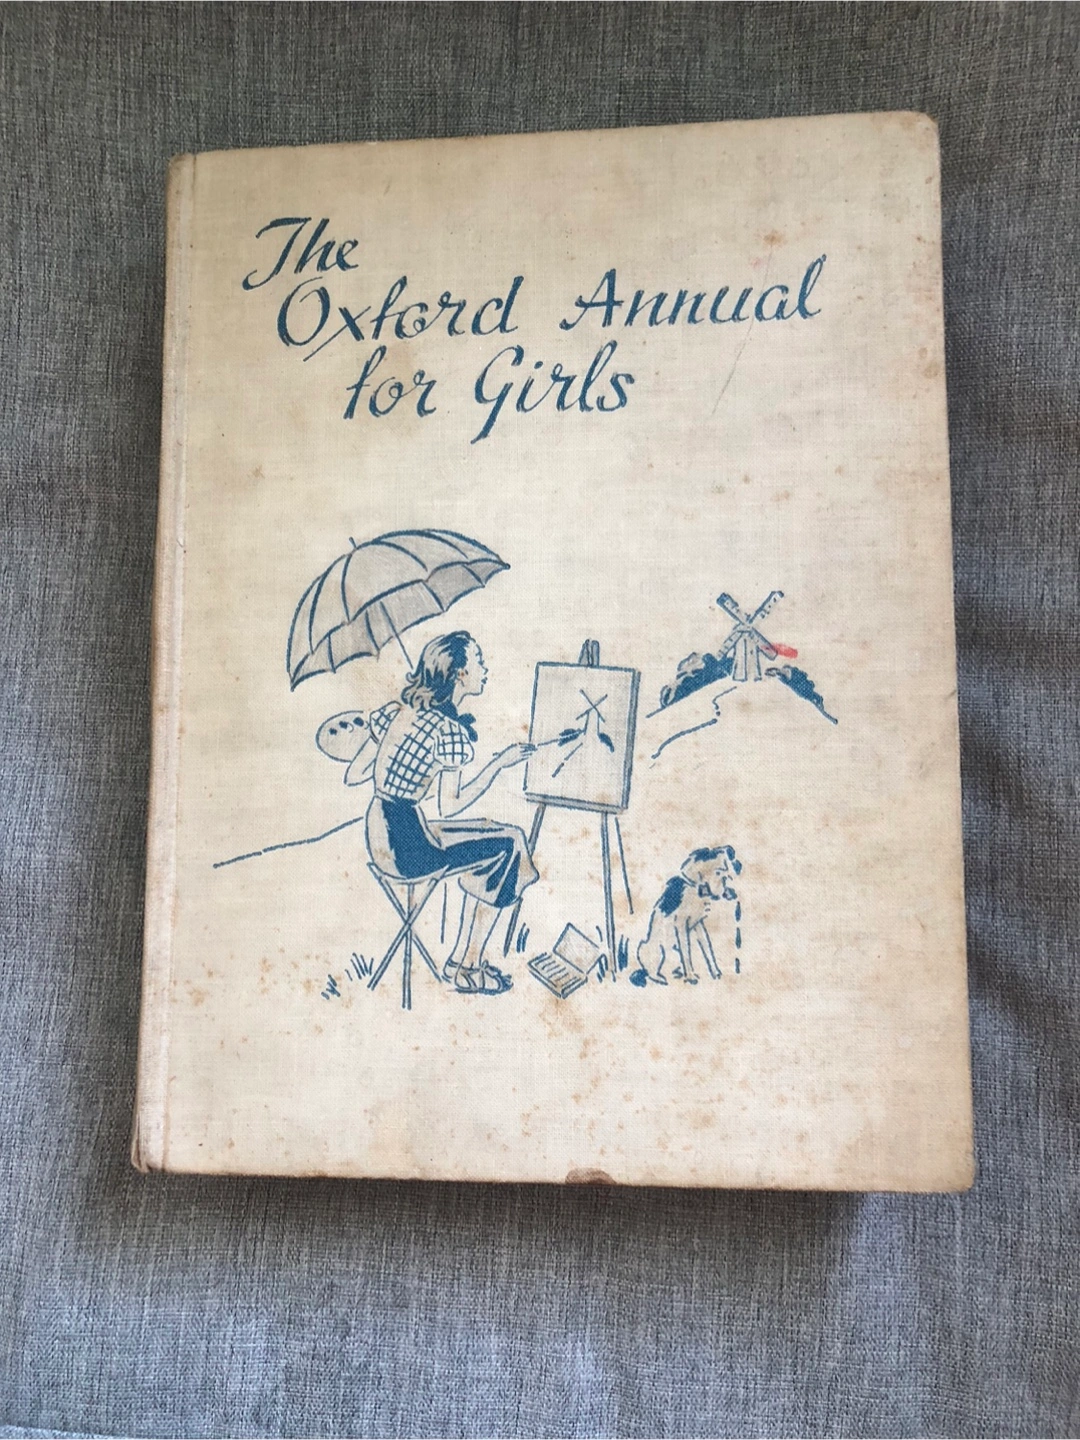 The
Oxford Annual
for Girls